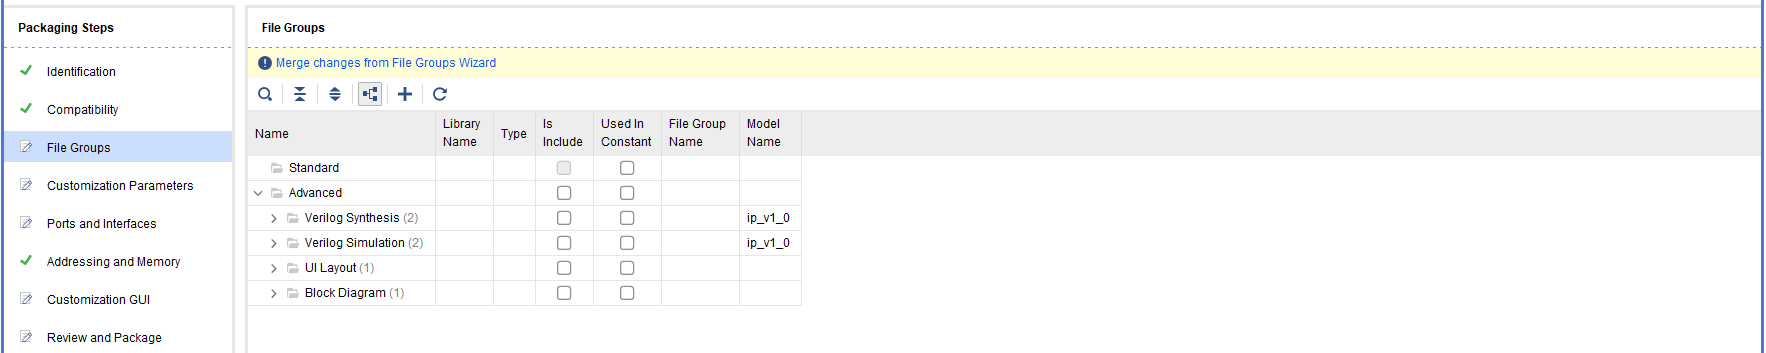 Packaging Steps
Identification
Compatibility
File Groups
Customization Parameters
Ports and Interfaces
Addressing and Memory
Customization GUI
Review and Package
File Groups
Merge changes from File Groups Wizard
Name
Library Name
Type
Is Include
Used In Constant
File Group Name
Model Name
Standard
Advanced
Verilog Synthesis (2) ip_v1_0
Verilog Simulation (2) ip_v1_0
UI Layout (1)
Block Diagram (1)